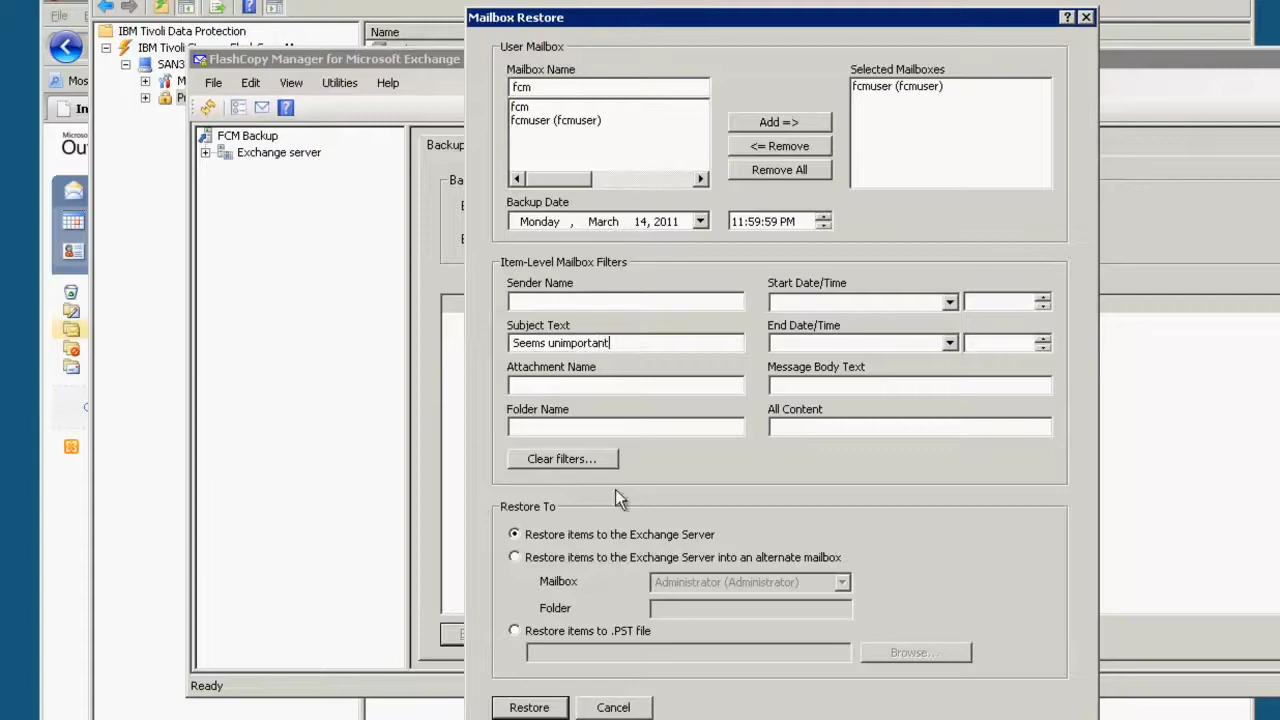 File
IBM Tivoli Data Protection
IBM Tivoli
FlashCopy Manager for Microsoft Exchange
SAN3
Name
File Edit View Utilities Help
FCM Backup
Exchange server
Backup
Ready
Mailbox Restore
User Mailbox
Mailbox Name
fcm
fcm
fcmuser (fcmuser)
Add =>
<= Remove
Remove All
Selected Mailboxes
fcmuser (fcmuser)
Backup Date
Monday , March 14, 2011
11:59:59 PM
Item-Level Mailbox Filters
Sender Name
Start Date/Time
Subject Text
End Date/Time
Seems unimportant
Attachment Name
Message Body Text
Folder Name
All Content
Clear filters...
Restore To
Restore items to the Exchange Server
Restore items to the Exchange Server into an alternate mailbox
Mailbox
Administrator (Administrator)
Folder
Restore items to .PST file
Browse...
Restore
Cancel